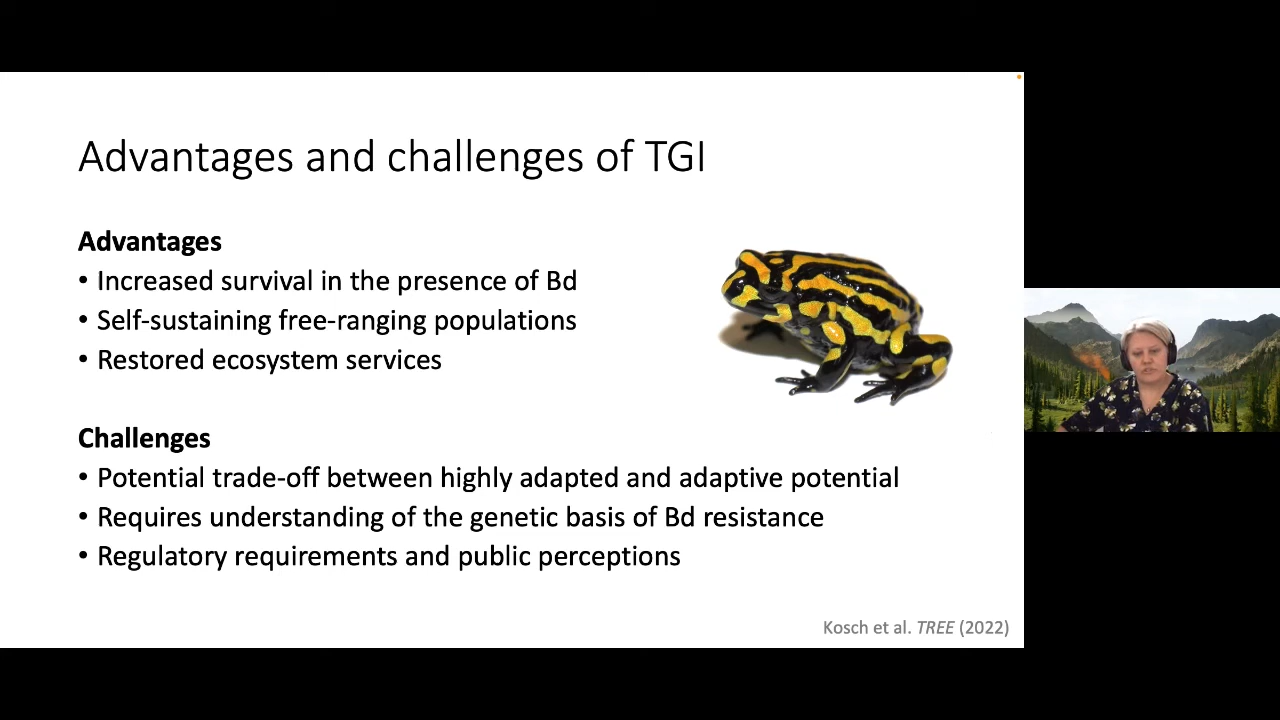 Advantages and challenges of TGI
Advantages
• Increased survival in the presence of Bd
• Self-sustaining free-ranging populations
• Restored ecosystem services
Challenges
• Potential trade-off between highly adapted and adaptive potential
• Requires understanding of the genetic basis of Bd resistance
• Regulatory requirements and public perceptions
Kosch et al. TREE (2022)